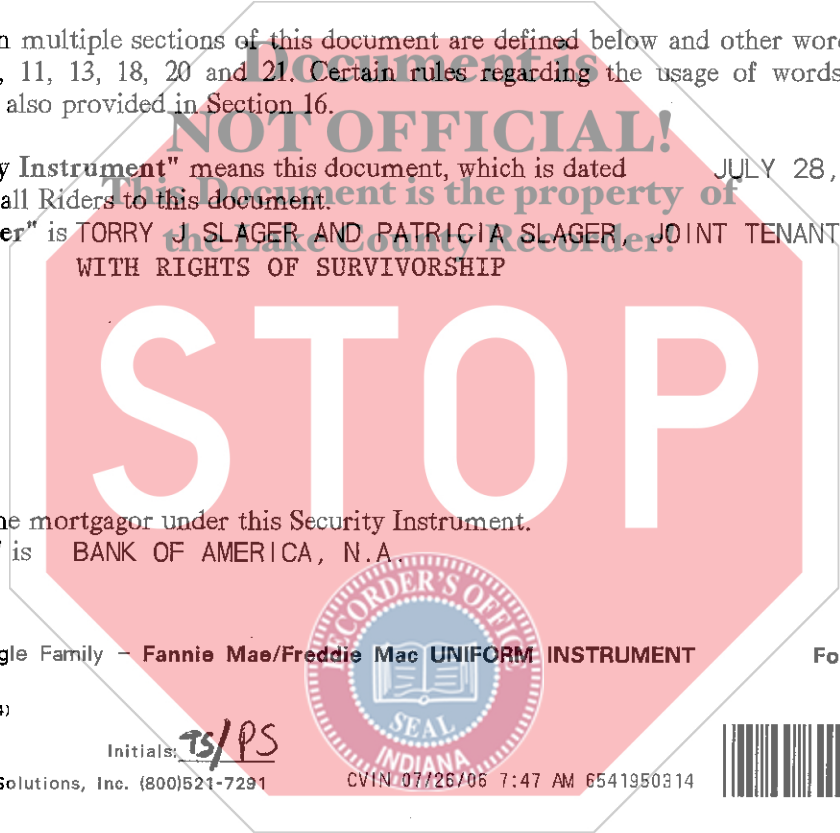 n multiple sections of this document are defined below and other wor
, 11, 13, 18, 20 and 21. Certain rules regarding the usage of words
also provided in Section 16.
Document is
NOT OFFICIAL!
This Document is the property of
the Lake County Recorder!
y Instrument" means this document, which is dated JULY 28,
all Riders to this document.
er" is TORRY J SLAGER AND PATRICIA SLAGER, JOINT TENANT
WITH RIGHTS OF SURVIVORSHIP
STOP
he mortgagor under this Security Instrument.
" is BANK OF AMERICA, N.A.
RECORDER'S OFFICE
SEAL
INDIANA
gle Family – Fannie Mae/Freddie Mac UNIFORM INSTRUMENT Fo
4)
Initials: TS/PS
Solutions, Inc. (800)521-7291 CVIN 07/26/06 7:47 AM 6541950314